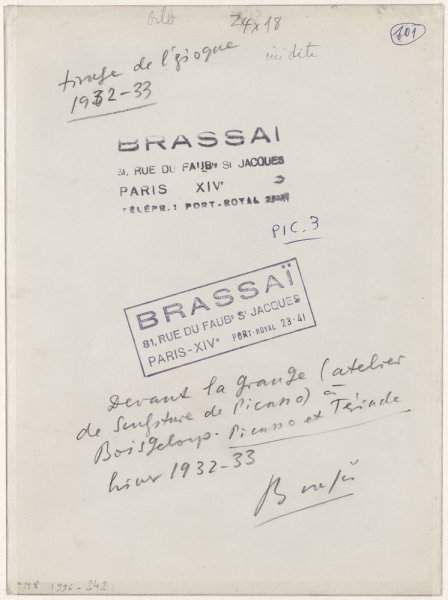 24x18
101
tirage de l'époque
inédite
1932-33
BRASSAI
81, RUE DU FAUBG ST JACQUES
PARIS XIVe
TÉLÉPH. : PORT-ROYAL 23-41
PIC. 3
BRASSAÏ
81, RUE DU FAUBG ST JACQUES
PARIS-XIVe PORT-ROYAL 23-41
Devant la grange (atelier
de sculpture de Picasso) à
Boisgeloup. Picasso et Tériade
hiver 1932-33
Brassaï
1996-242